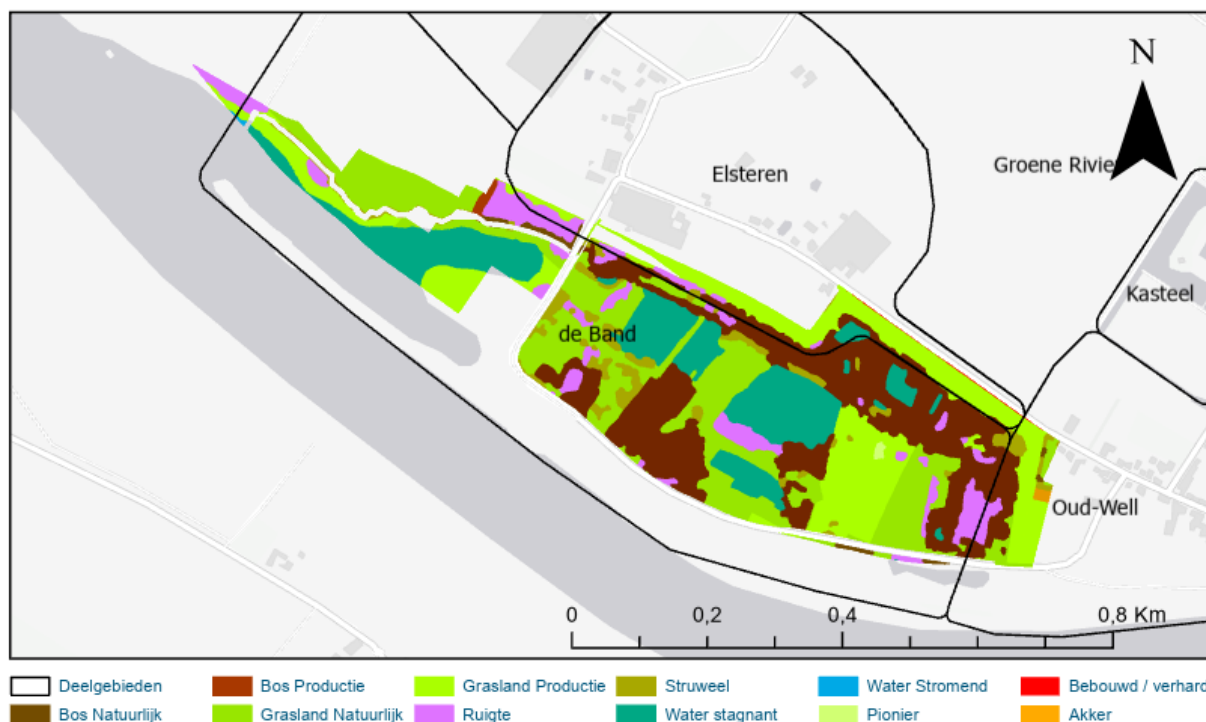 N
Elsteren
Groene Rivie
Kasteel
de Band
Oud-Well
0 0,2 0,4 0,8 Km
Deelgebieden Bos Productie Grasland Productie Struweel Water Stromend Bebouwd / verhard
Bos Natuurlijk Grasland Natuurlijk Ruigte Water stagnant Pionier Akker